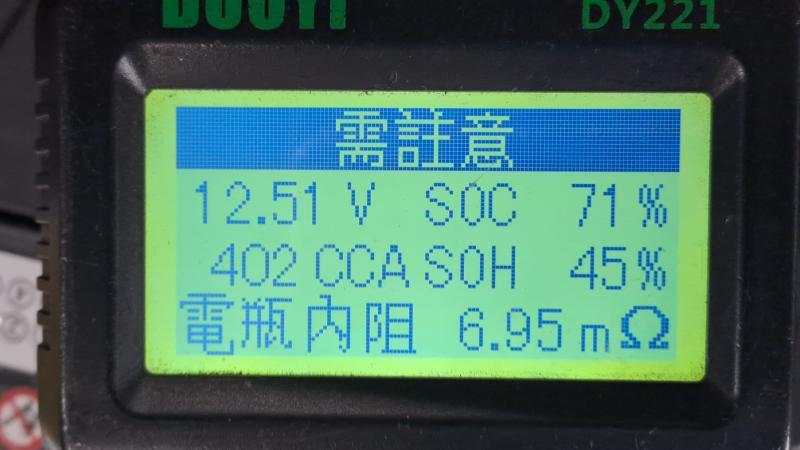 DUOYI DY221
需註意
12.51 V SOC 71%
402 CCA SOH 45%
電瓶內阻 6.95 mΩ